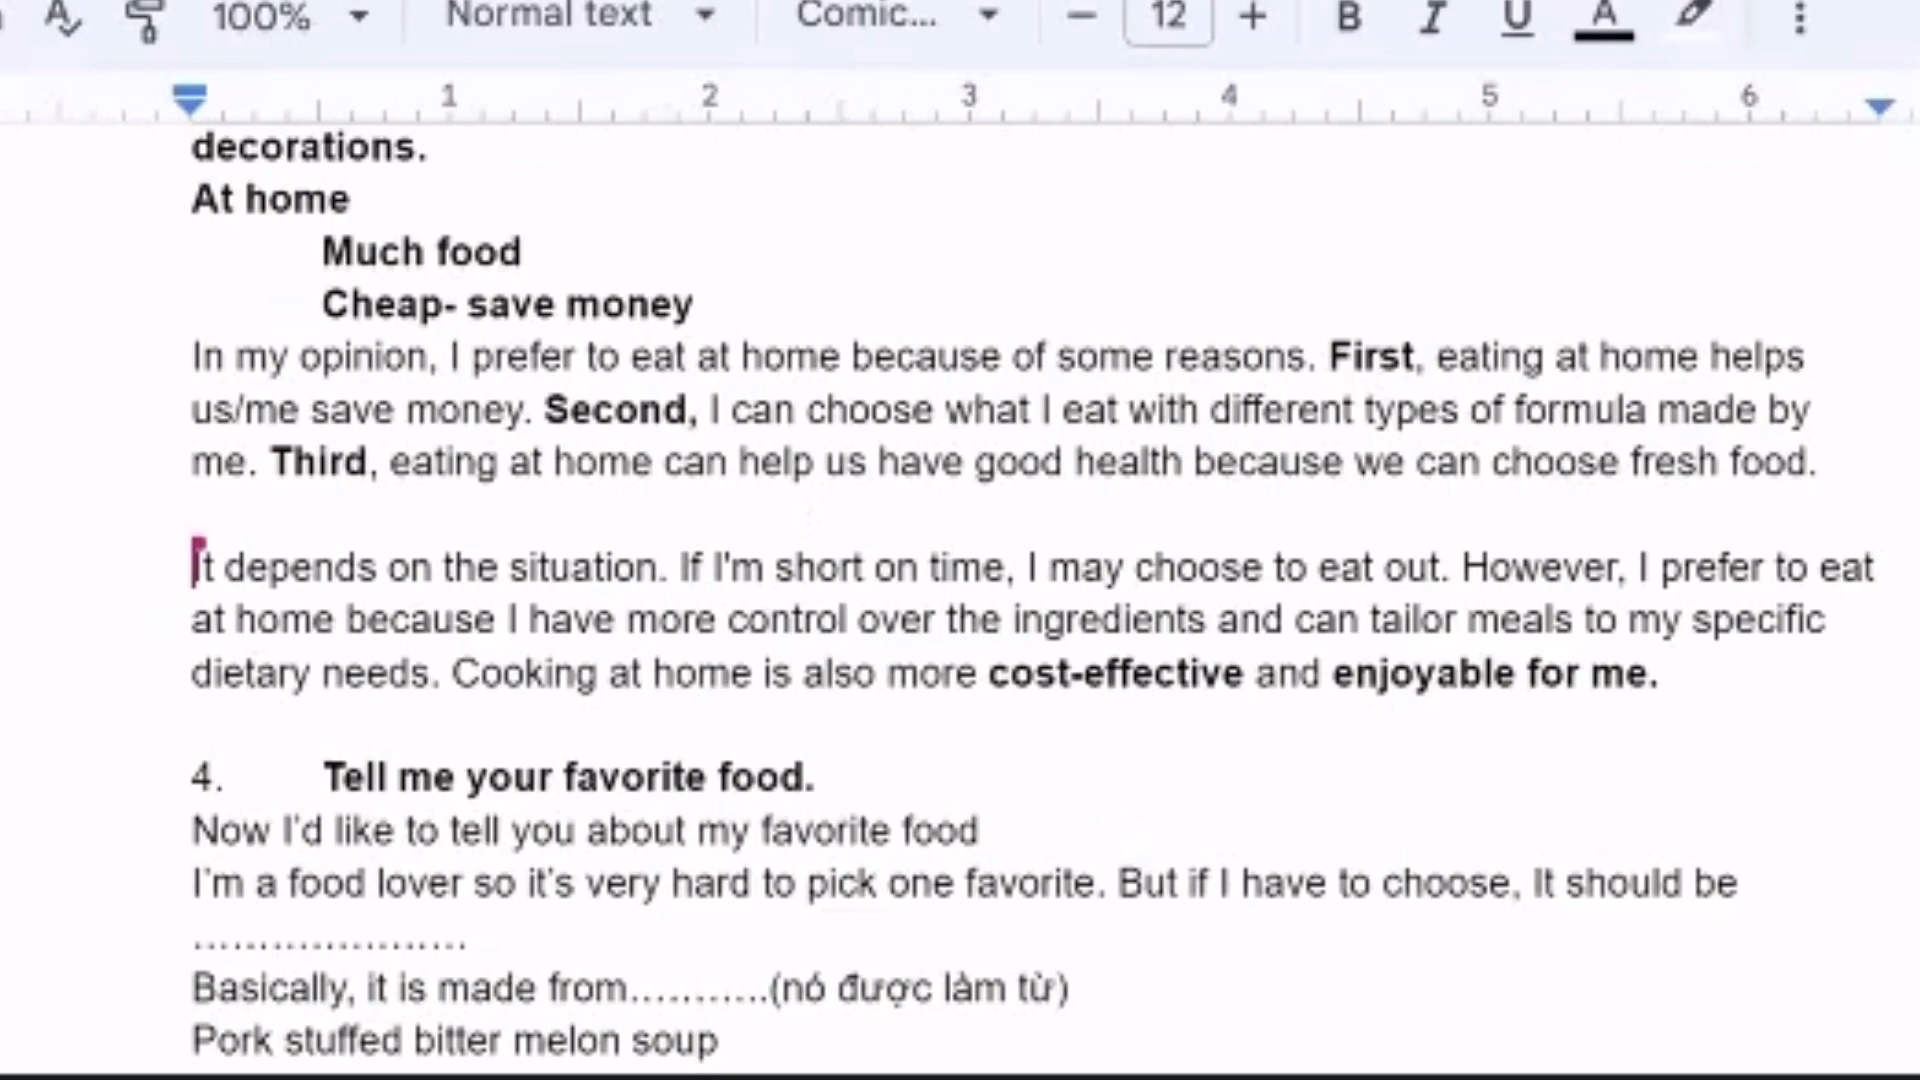 100% Normal text Comic... − 12 + B I U A
1 2 3 4 5 6
decorations.
At home
Much food
Cheap- save money
In my opinion, I prefer to eat at home because of some reasons. First, eating at home helps
us/me save money. Second, I can choose what I eat with different types of formula made by
me. Third, eating at home can help us have good health because we can choose fresh food.
It depends on the situation. If I'm short on time, I may choose to eat out. However, I prefer to eat
at home because I have more control over the ingredients and can tailor meals to my specific
dietary needs. Cooking at home is also more cost-effective and enjoyable for me.
4. Tell me your favorite food.
Now I'd like to tell you about my favorite food
I'm a food lover so it's very hard to pick one favorite. But if I have to choose, It should be
.....................
Basically, it is made from...........(nó được làm từ)
Pork stuffed bitter melon soup